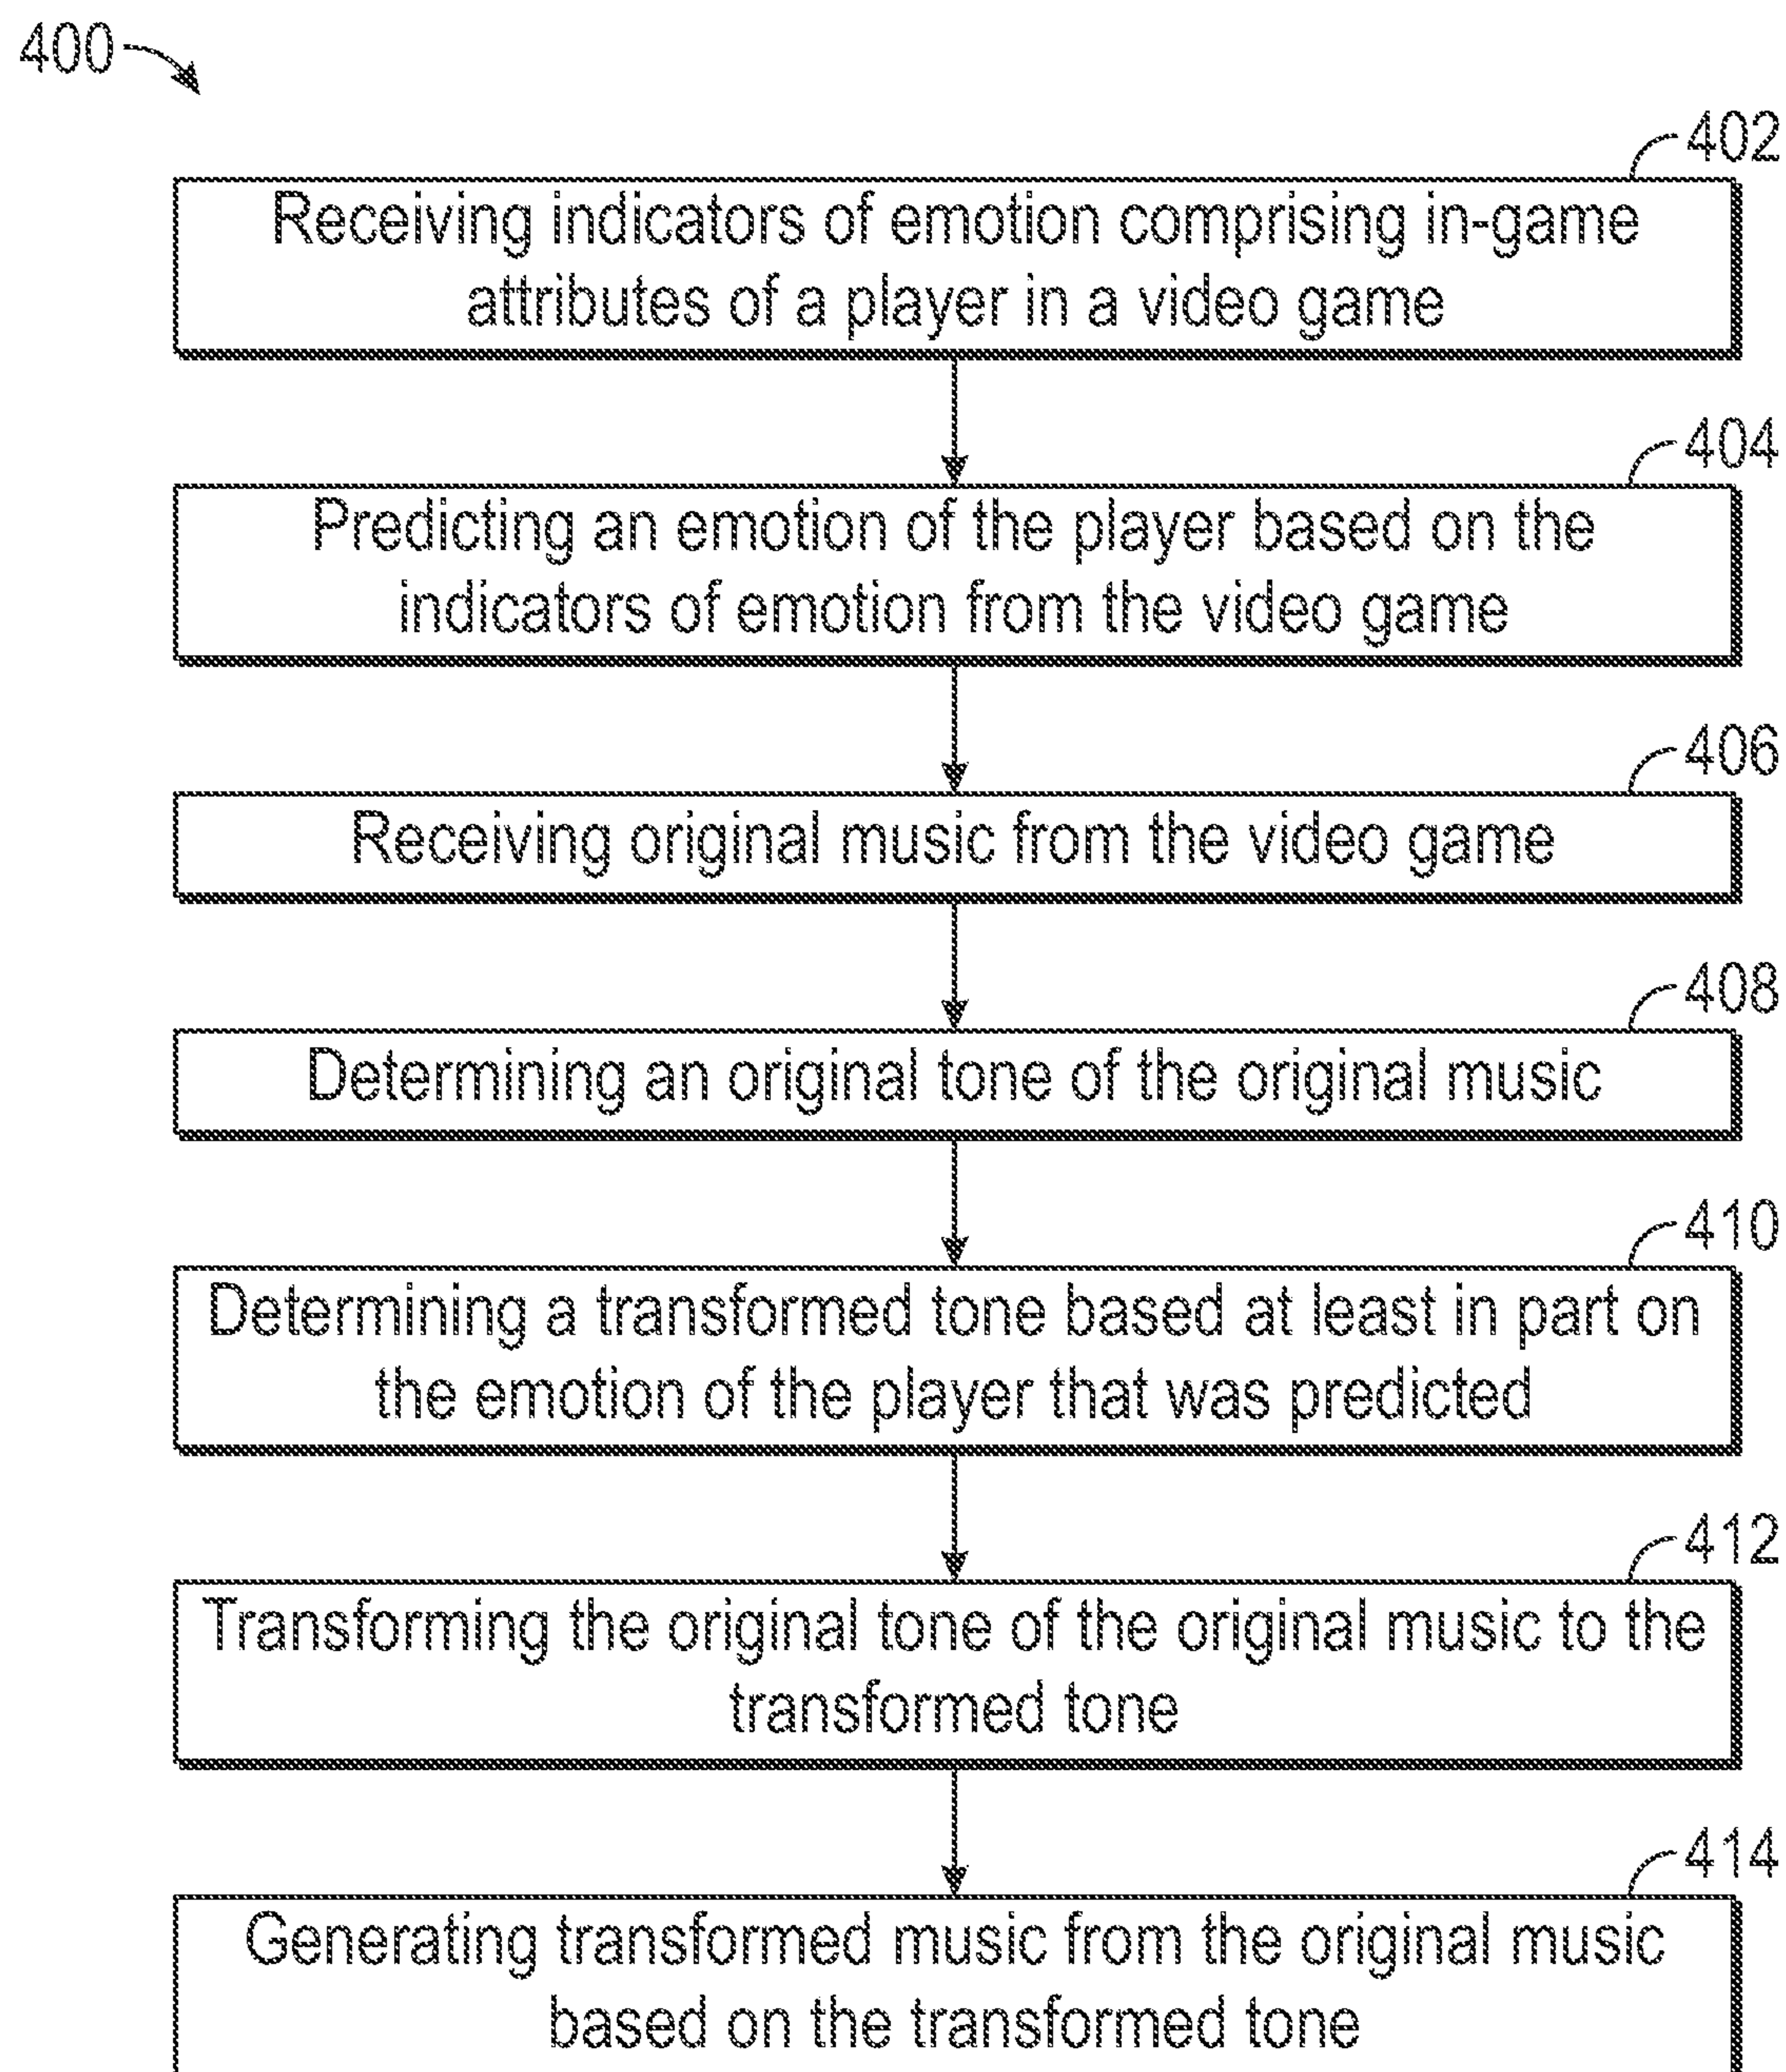 400
402
Receiving indicators of emotion comprising in-game
attributes of a player in a video game
404
Predicting an emotion of the player based on the
indicators of emotion from the video game
406
Receiving original music from the video game
408
Determining an original tone of the original music
410
Determining a transformed tone based at least in part on
the emotion of the player that was predicted
412
Transforming the original tone of the original music to the
transformed tone
414
Generating transformed music from the original music
based on the transformed tone